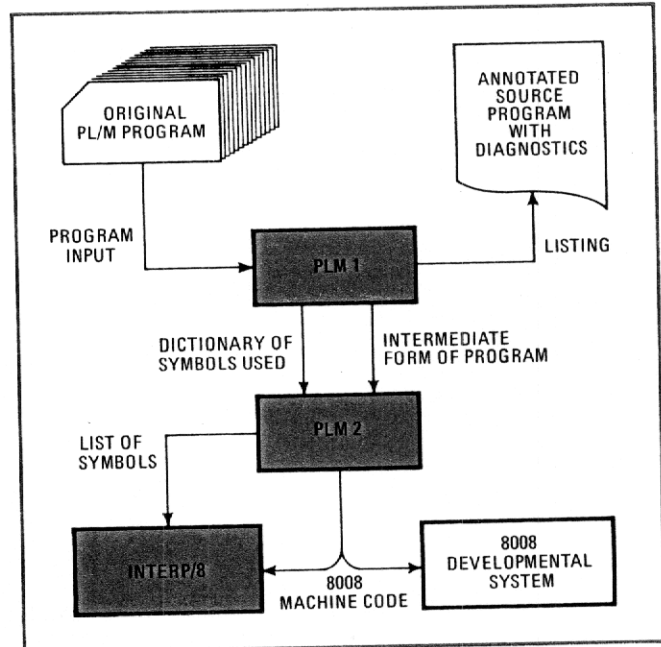 ORIGINAL
PL/M PROGRAM
ANNOTATED
SOURCE
PROGRAM
WITH
DIAGNOSTICS
PROGRAM
INPUT
PLM 1
LISTING
DICTIONARY OF
SYMBOLS USED
INTERMEDIATE
FORM OF PROGRAM
PLM 2
LIST OF
SYMBOLS
INTERP/8
8008
MACHINE CODE
8008
DEVELOPMENTAL
SYSTEM